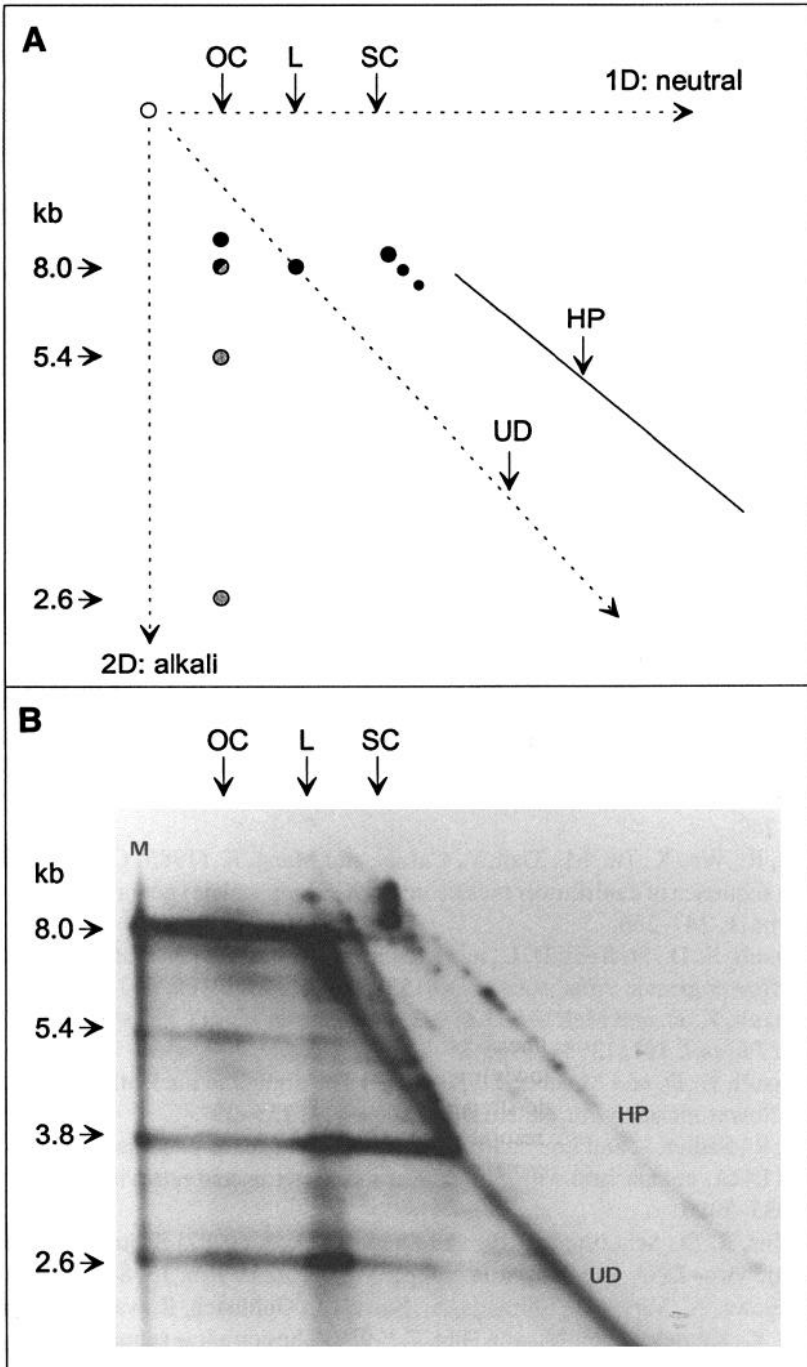 A
OC L SC
1D: neutral
kb
8.0
5.4
HP
UD
2.6
2D: alkali
B
OC L SC
M
kb
8.0
5.4
3.8
HP
2.6
UD